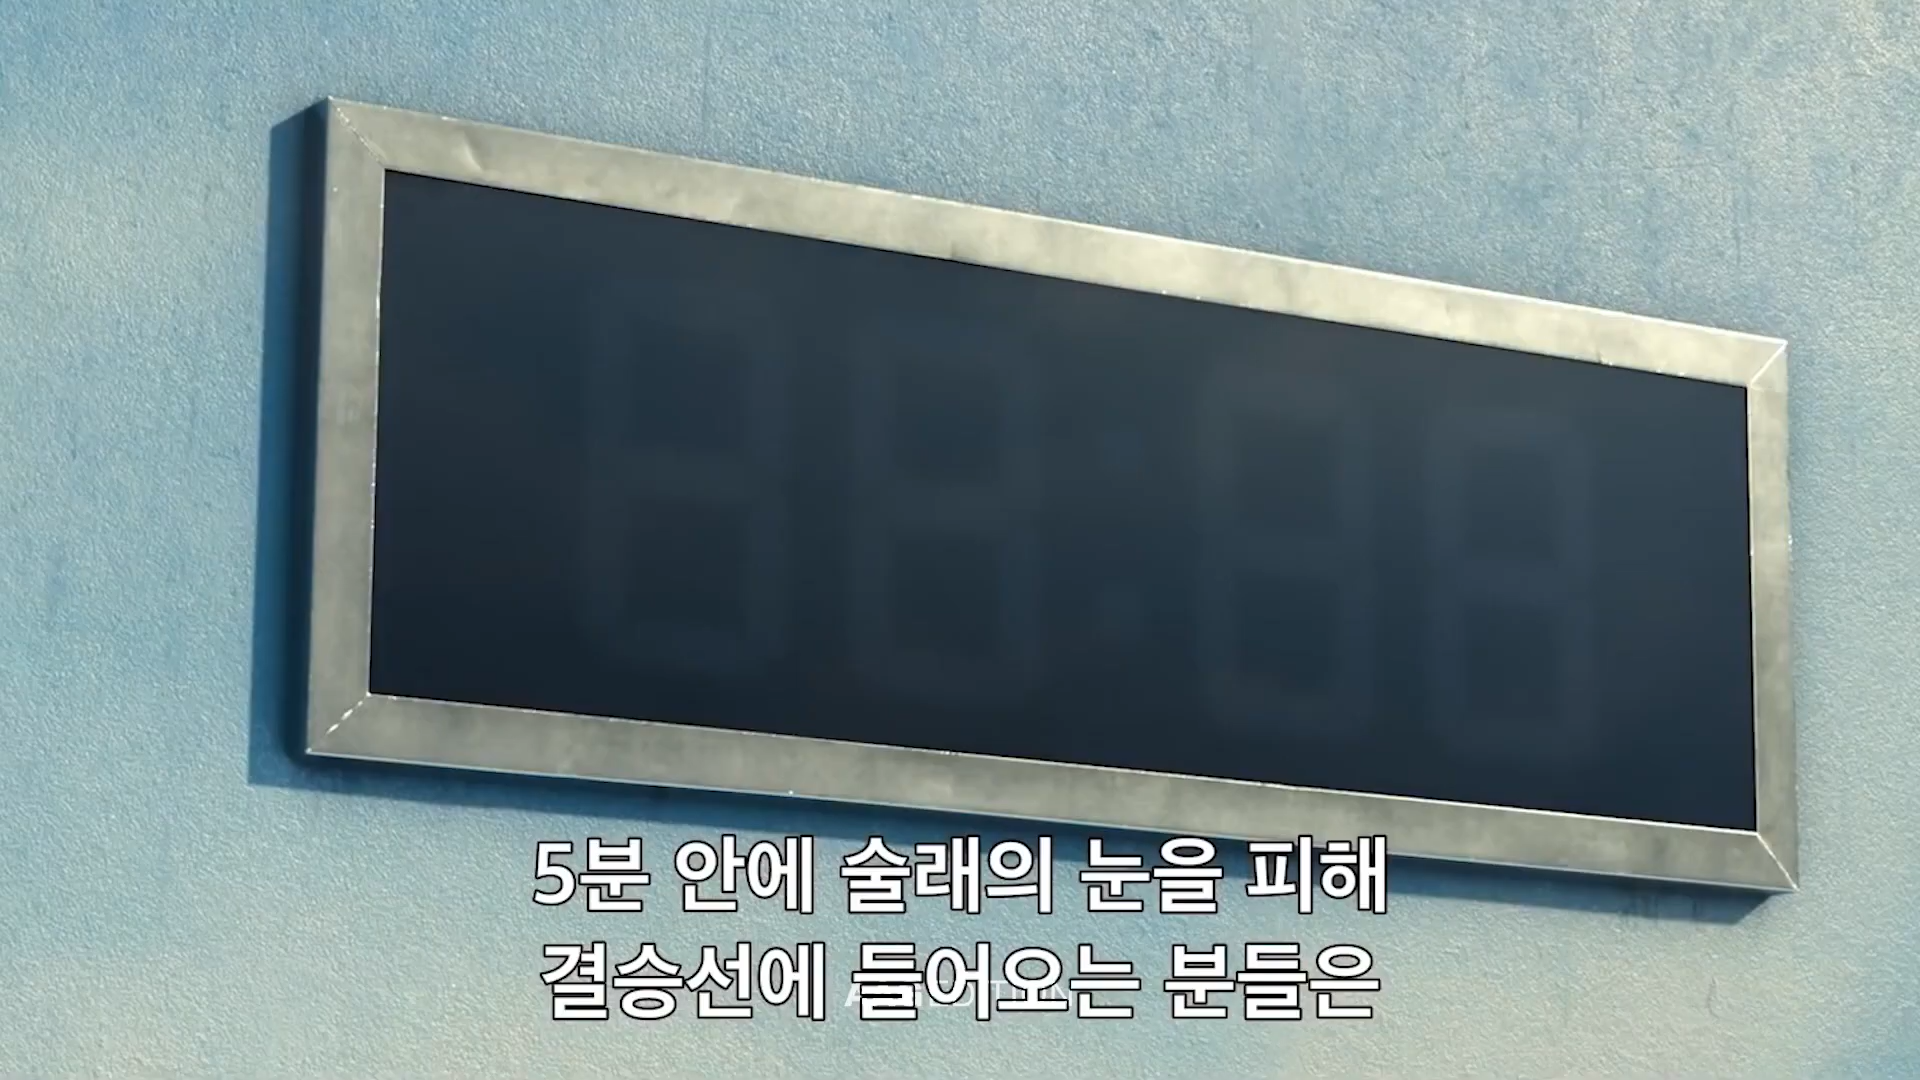 5분 안에 술래의 눈을 피해
결승선에 들어오는 분들은